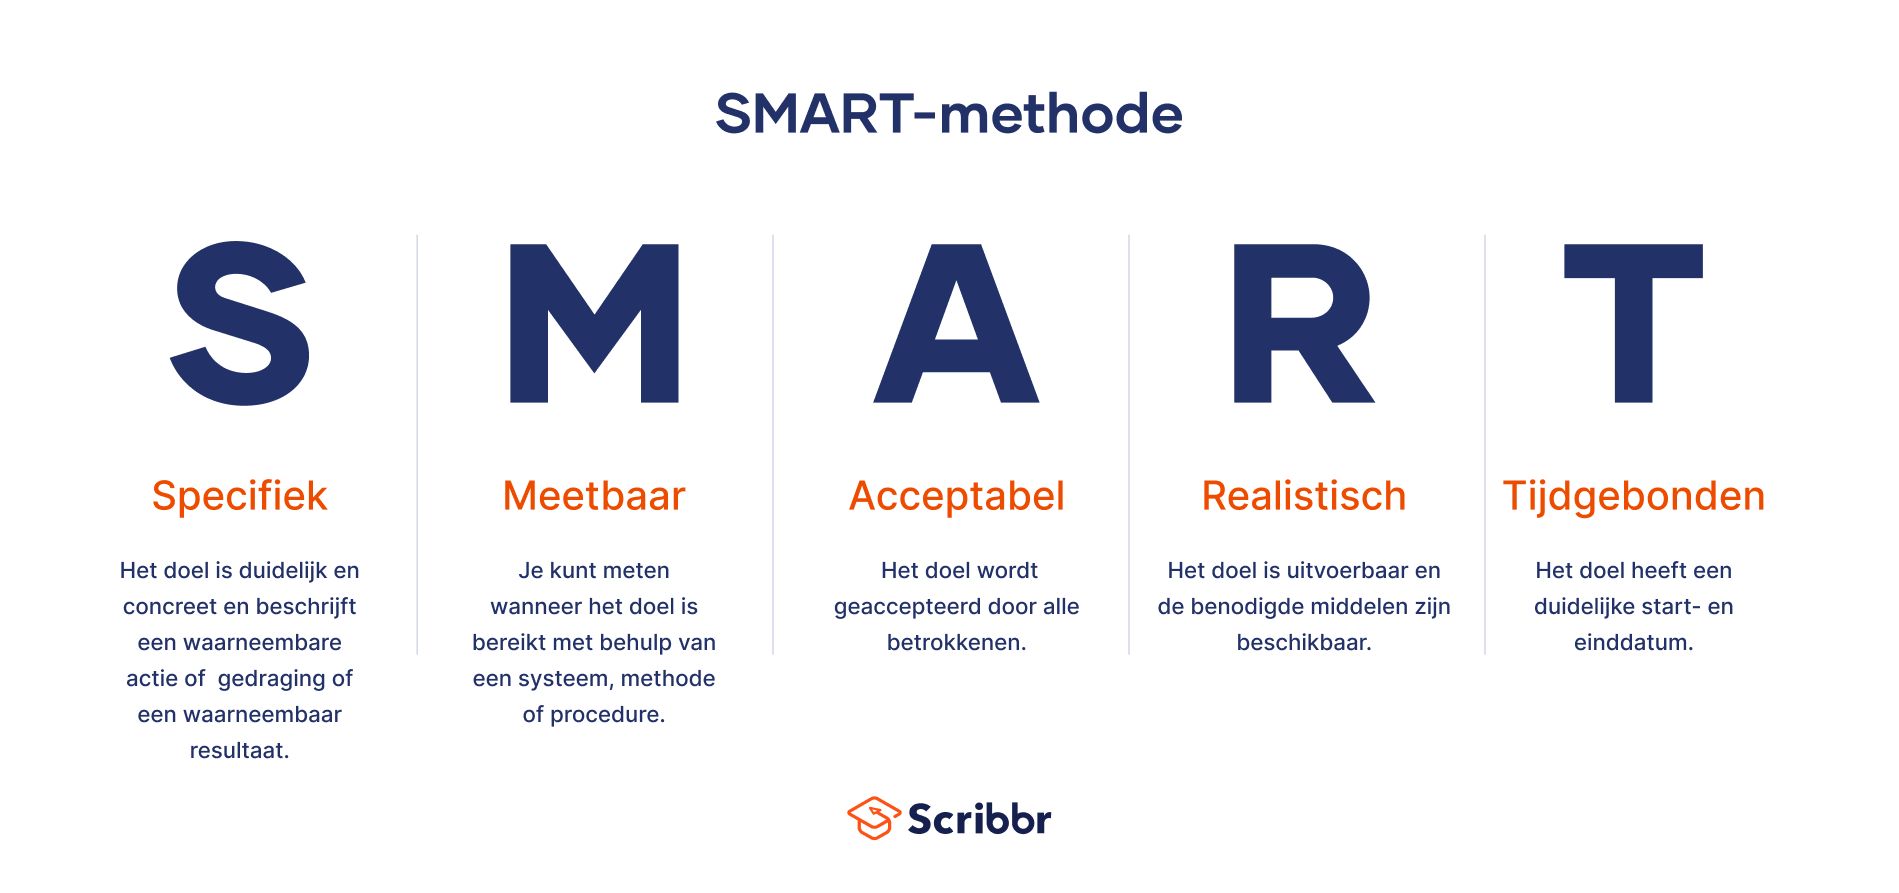 SMART-methode
S
Specifiek
Het doel is duidelijk en
concreet en beschrijft
een waarneembare
actie of  gedraging of
een waarneembaar
resultaat.
M
Meetbaar
Je kunt meten
wanneer het doel is
bereikt met behulp van
een systeem, methode
of procedure.
A
Acceptabel
Het doel wordt
geaccepteerd door alle
betrokkenen.
R
Realistisch
Het doel is uitvoerbaar en
de benodigde middelen zijn
beschikbaar.
T
Tijdgebonden
Het doel heeft een
duidelijke start- en
einddatum.
Scribbr